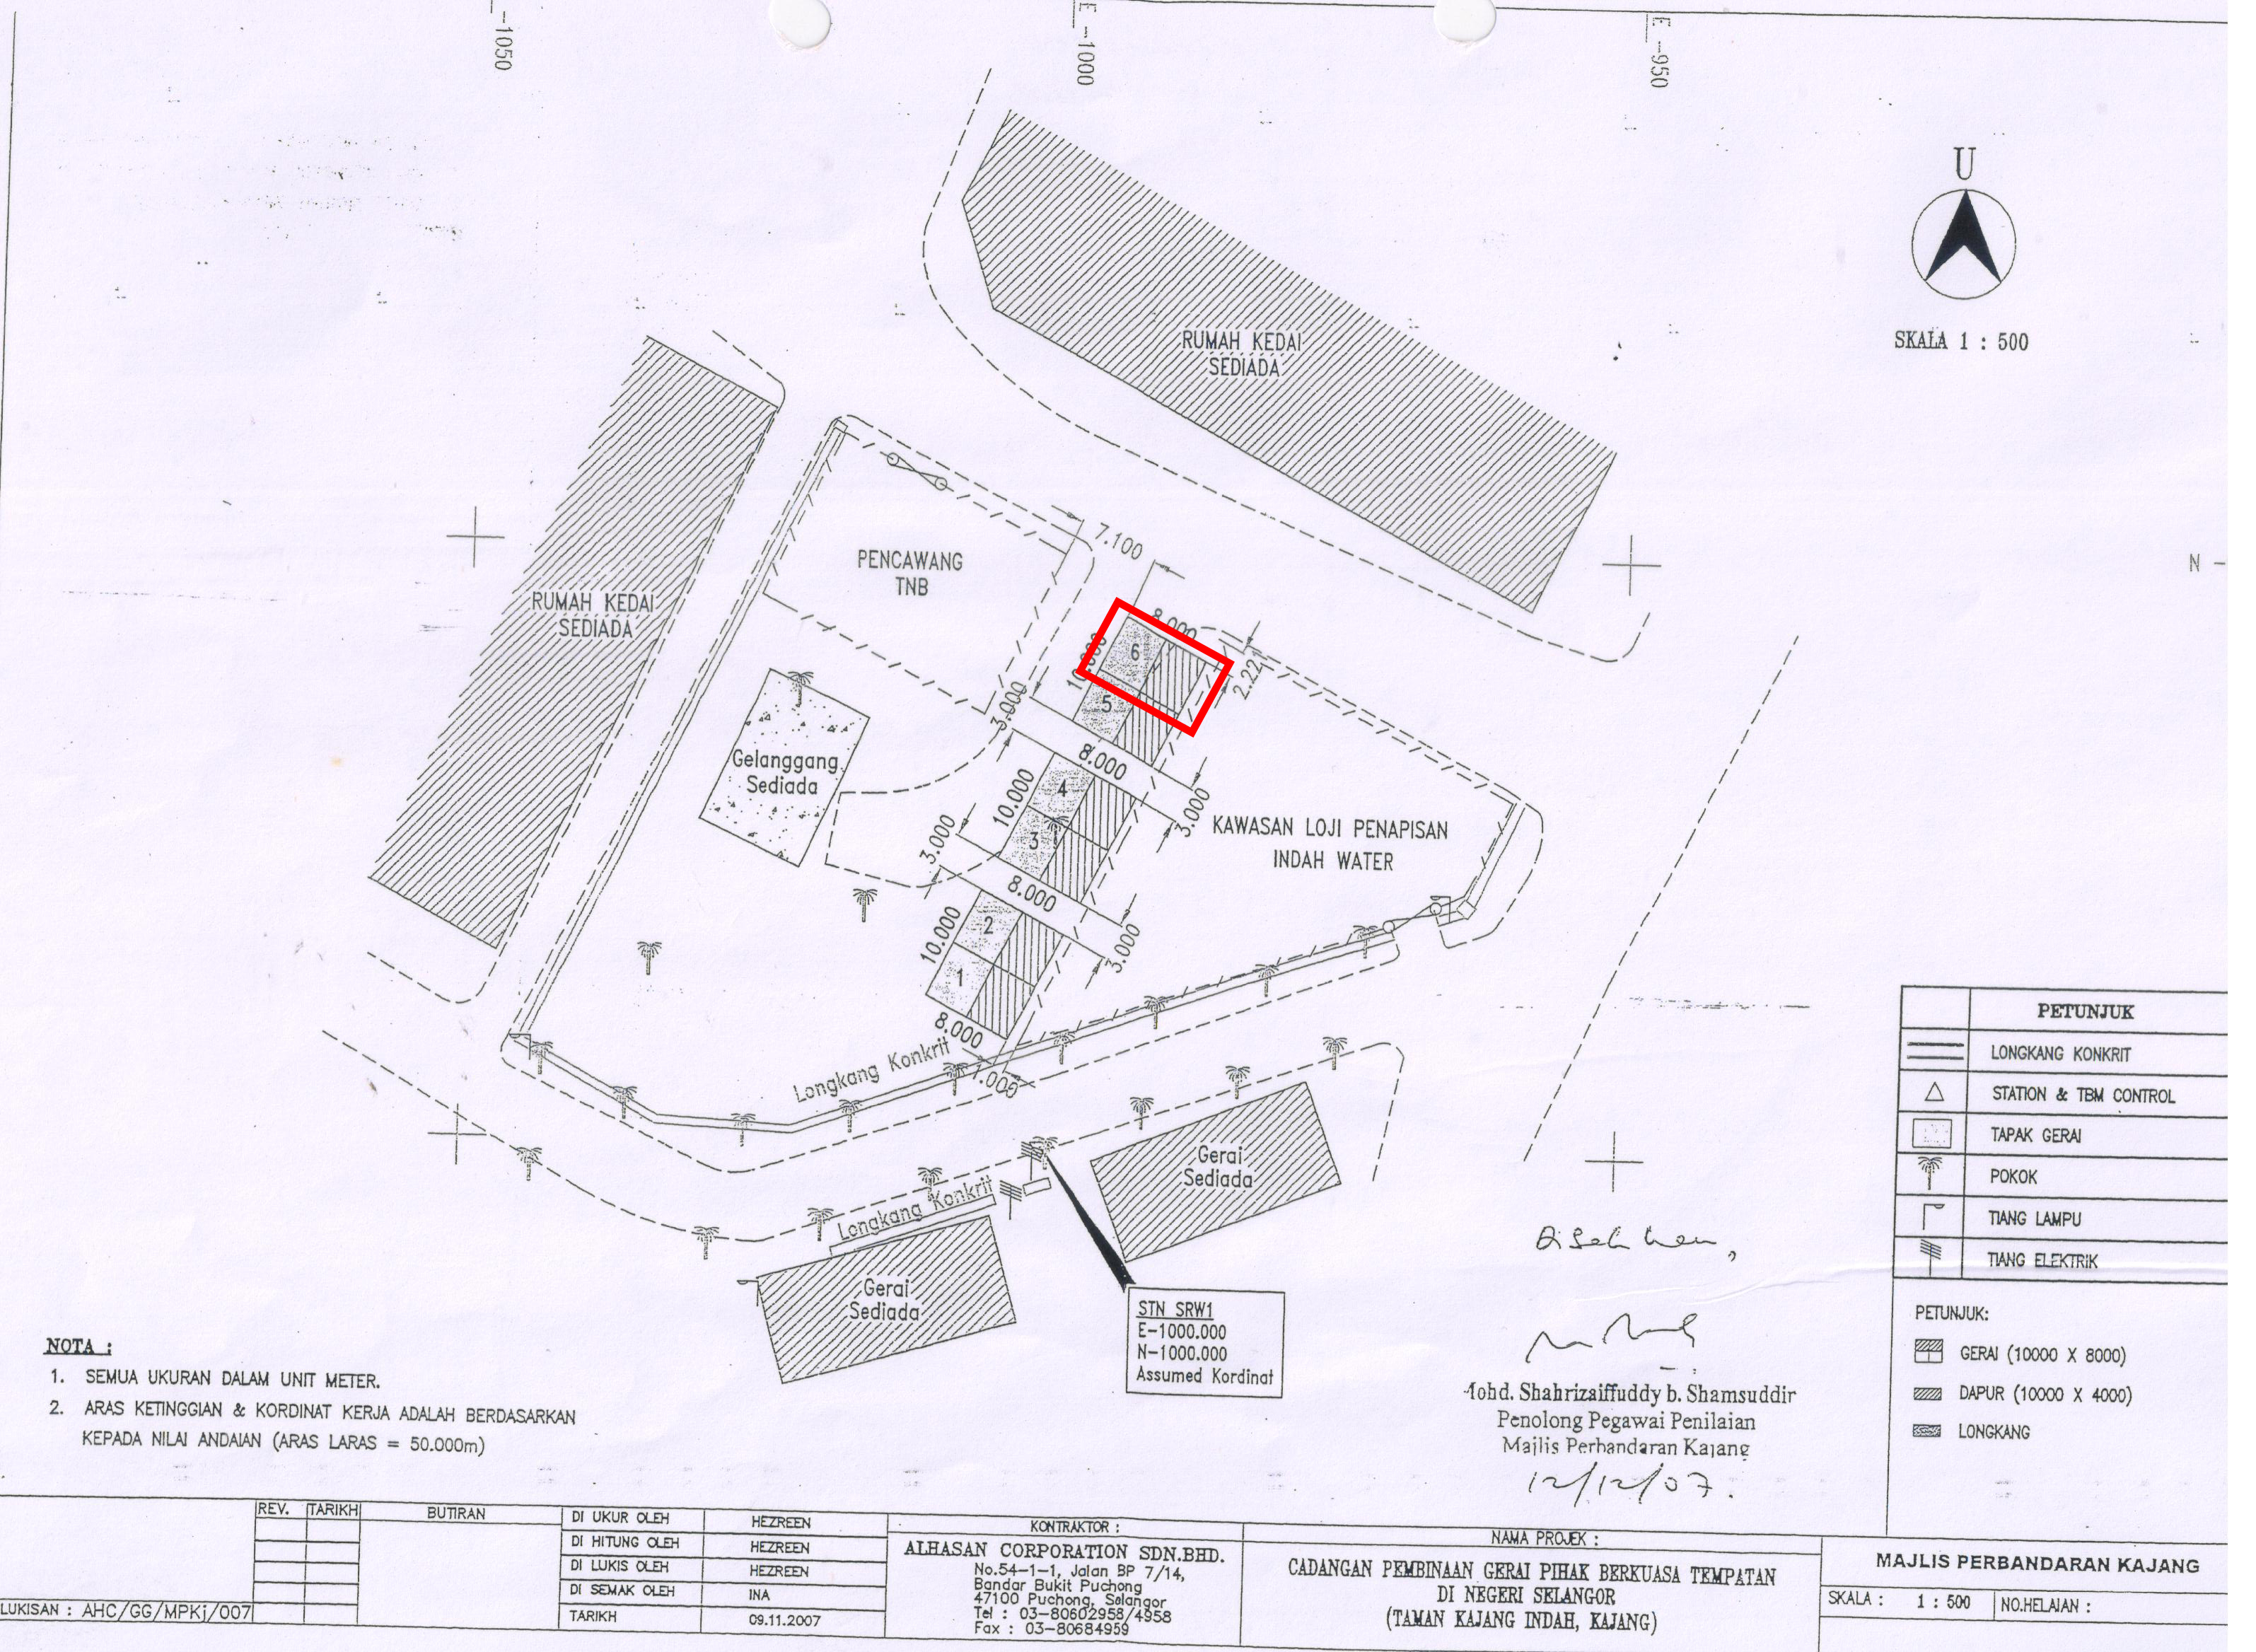 -1050
E -1000
E -950
U
SKALA 1 : 500
RUMAH KEDAI
SEDIADA
N -
PENCAWANG
TNB
7.100
RUMAH KEDAI
SEDIADA
8.000
10.000
6
5
2.221
3.000
Gelanggang
Sediada
8.000
4
10.000
3
3.000
3.000
KAWASAN LOJI PENAPISAN
INDAH WATER
8.000
10.000
2
1
3.000
8.000
Longkang Konkrit
1.000
PETUNJUK
LONGKANG KONKRIT
STATION & TBM CONTROL
TAPAK GERAI
POKOK
TIANG LAMPU
TIANG ELEKTRIK
Gerai
Sediada
Longkang Konkrit
Gerai
Sediada
STN SRW1
E-1000.000
N-1000.000
Assumed Kordinat
PETUNJUK:
GERAI (10000 X 8000)
DAPUR (10000 X 4000)
LONGKANG
NOTA :
1. SEMUA UKURAN DALAM UNIT METER.
2. ARAS KETINGGIAN & KORDINAT KERJA ADALAH BERDASARKAN
KEPADA NILAI ANDAIAN (ARAS LARAS = 50.000m)
Mohd. Shahrizaiffuddy b. Shamsuddir
Penolong Pegawai Penilaian
Majlis Perbandaran Kajang
12/12/07.
REV. TARIKH BUTIRAN
LUKISAN : AHC/GG/MPKj/007
DI UKUR OLEH HEZREEN
DI HITUNG OLEH HEZREEN
DI LUKIS OLEH HEZREEN
DI SEMAK OLEH INA
TARIKH 09.11.2007
KONTRAKTOR :
ALHASAN CORPORATION SDN.BHD.
No.54-1-1, Jalan BP 7/14,
Bandar Bukit Puchong
47100 Puchong, Selangor
Tel : 03-80602958/4958
Fax : 03-80684959
NAMA PROJEK :
CADANGAN PEMBINAAN GERAI PIHAK BERKUASA TEMPATAN
DI NEGERI SELANGOR
(TAMAN KAJANG INDAH, KAJANG)
MAJLIS PERBANDARAN KAJANG
SKALA : 1 : 500 NO.HELAIAN :